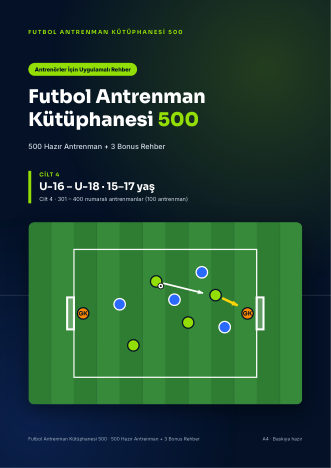 FUTBOL ANTRENMAN KÜTÜPHANESİ 500
Antrenörler İçin Uygulamalı Rehber
Futbol Antrenman
Kütüphanesi 500
500 Hazır Antrenman + 3 Bonus Rehber
CİLT 4
U-16 – U-18 · 15–17 yaş
Cilt 4 · 301 – 400 numaralı antrenmanlar (100 antrenman)
GK
GK
Futbol Antrenman Kütüphanesi 500 · 500 Hazır Antrenman + 3 Bonus Rehber
A4 · Baskıya hazır